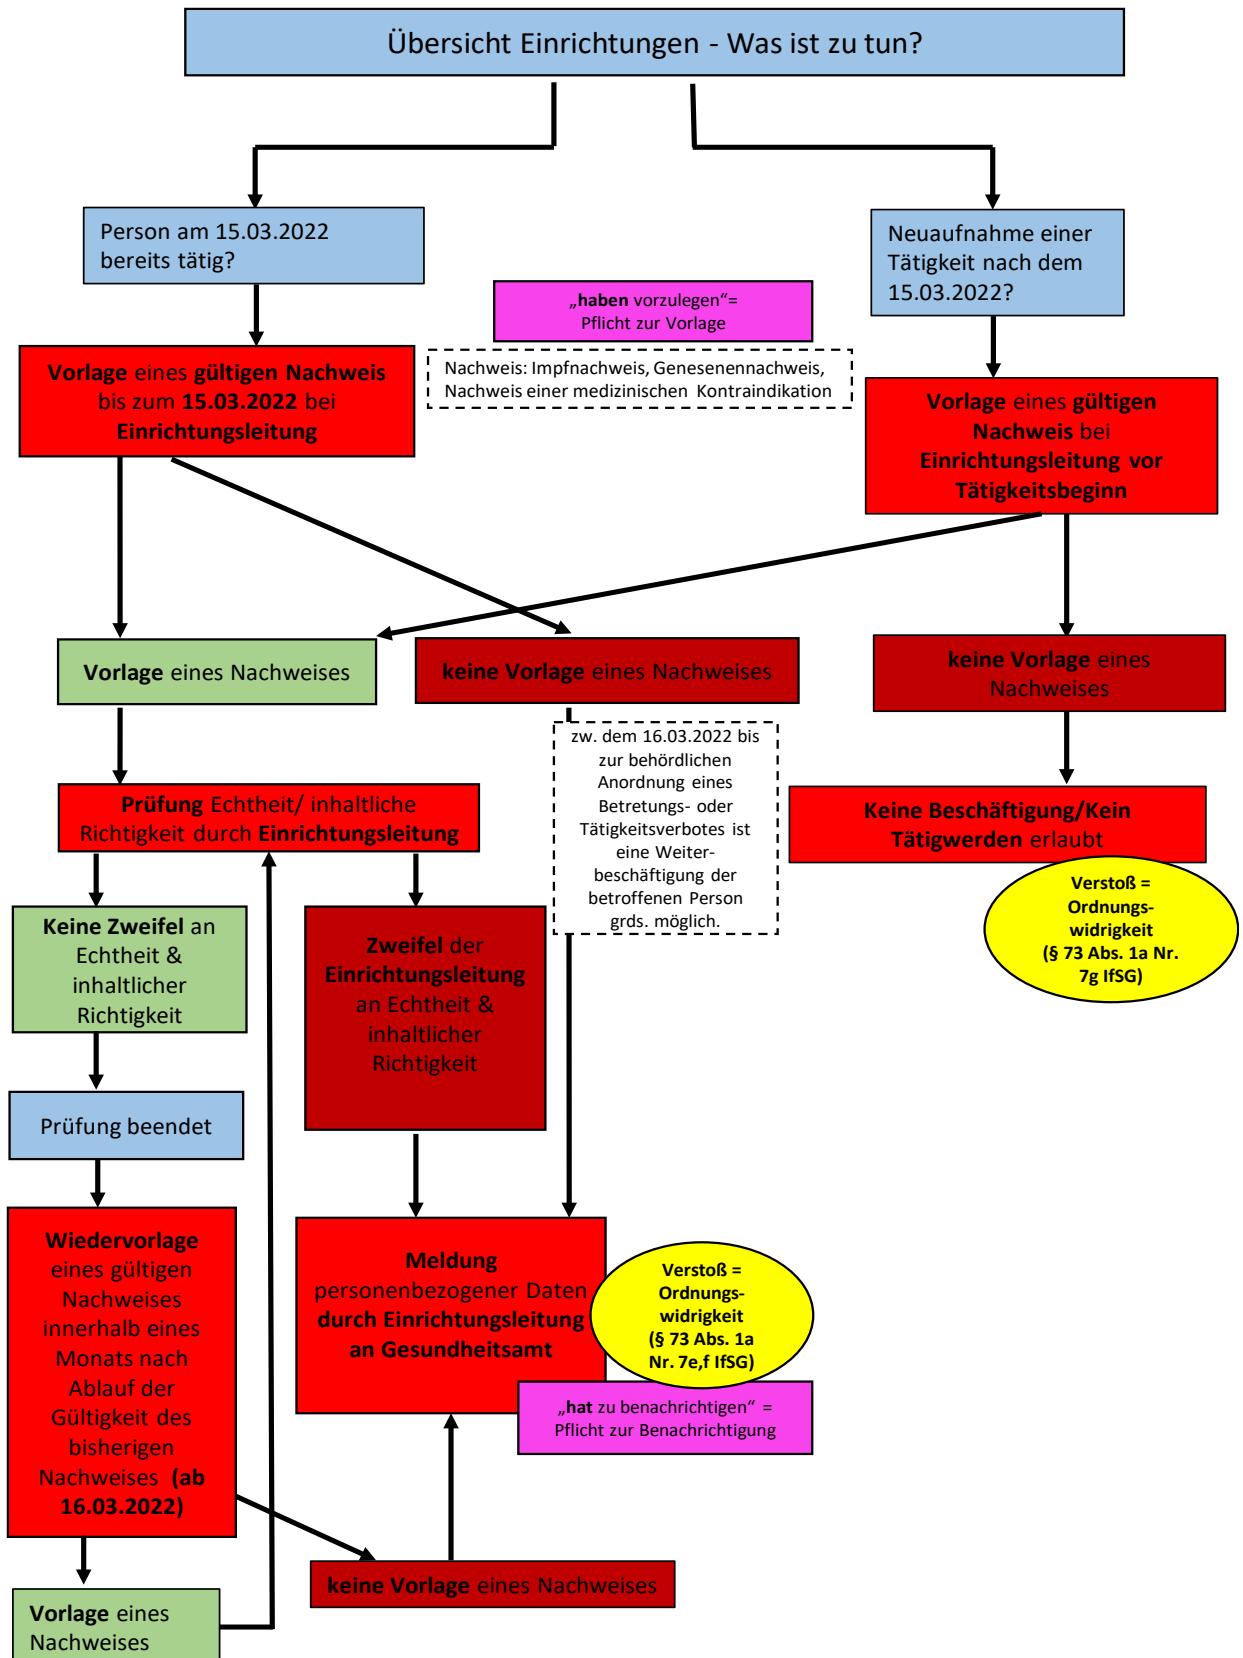 Übersicht Einrichtungen - Was ist zu tun?
Person am 15.03.2022
bereits tätig?
Neuaufnahme einer
Tätigkeit nach dem
15.03.2022?
„haben vorzulegen“=
Pflicht zur Vorlage
Nachweis: Impfnachweis, Genesenennachweis,
Nachweis einer medizinischen Kontraindikation
Vorlage eines gültigen Nachweis
bis zum 15.03.2022 bei
Einrichtungsleitung
Vorlage eines gültigen
Nachweis bei
Einrichtungsleitung vor
Tätigkeitsbeginn
Vorlage eines Nachweises
keine Vorlage eines Nachweises
keine Vorlage eines
Nachweises
zw. dem 16.03.2022 bis
zur behördlichen
Anordnung eines
Betretungs- oder
Tätigkeitsverbotes ist
eine Weiter-
beschäftigung der
betroffenen Person
grds. möglich.
Prüfung Echtheit/ inhaltliche
Richtigkeit durch Einrichtungsleitung
Keine Beschäftigung/Kein
Tätigwerden erlaubt
Verstoß =
Ordnungs-
widrigkeit
(§ 73 Abs. 1a Nr.
7g IfSG)
Keine Zweifel an
Echtheit &
inhaltlicher
Richtigkeit
Zweifel der
Einrichtungsleitung
an Echtheit &
inhaltlicher
Richtigkeit
Prüfung beendet
Wiedervorlage
eines gültigen
Nachweises
innerhalb eines
Monats nach
Ablauf der
Gültigkeit des
bisherigen
Nachweises (ab
16.03.2022)
Meldung
personenbezogener Daten
durch Einrichtungsleitung
an Gesundheitsamt
Verstoß =
Ordnungs-
widrigkeit
(§ 73 Abs. 1a
Nr. 7e,f IfSG)
„hat zu benachrichtigen“ =
Pflicht zur Benachrichtigung
keine Vorlage eines Nachweises
Vorlage eines
Nachweises